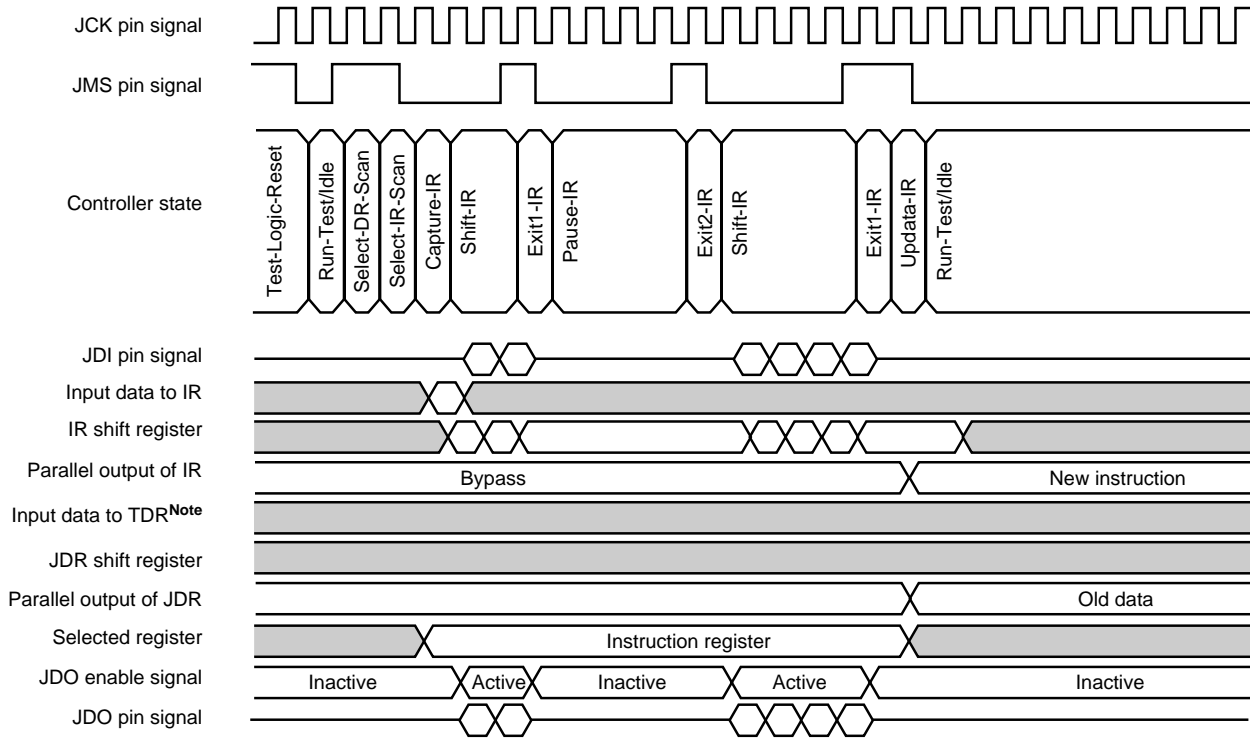 JCK pin signal
JMS pin signal
Controller state
Test-Logic-Reset
Run-Test/Idle
Select-DR-Scan
Select-IR-Scan
Capture-IR
Shift-IR
Exit1-IR
Pause-IR
Exit2-IR
Shift-IR
Exit1-IR
Updata-IR
Run-Test/Idle
JDI pin signal
Input data to IR
IR shift register
Parallel output of IR
Bypass
New instruction
Input data to TDRNote
JDR shift register
Parallel output of JDR
Old data
Selected register
Instruction register
JDO enable signal
Inactive
Active
Inactive
Active
Inactive
JDO pin signal